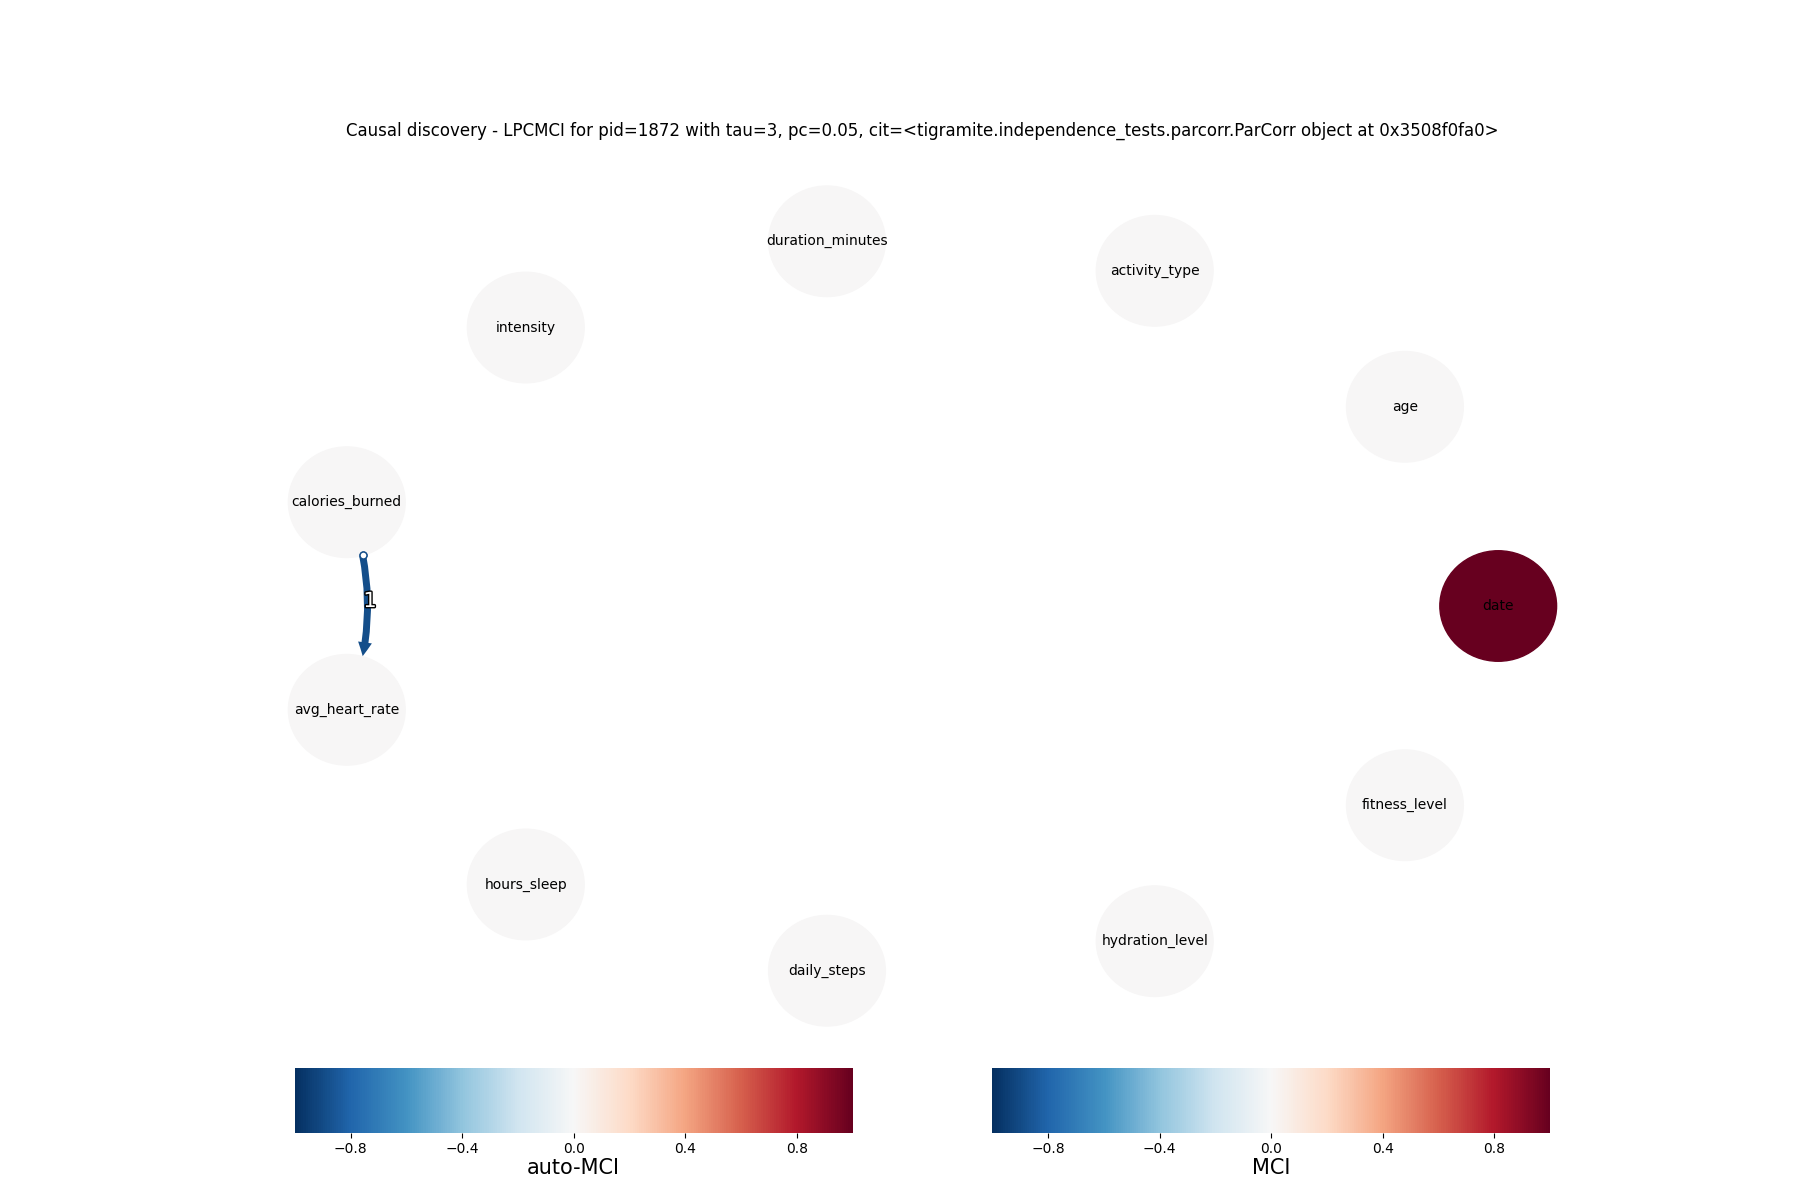 Causal discovery - LPCMCI for pid=1872 with tau=3, pc=0.05, cit=<tigramite.independence_tests.parcorr.ParCorr object at 0x3508f0fa0>
duration_minutes
activity_type
intensity
age
calories_burned
1
date
avg_heart_rate
fitness_level
hours_sleep
hydration_level
daily_steps
−0.8 −0.4 0.0 0.4 0.8
auto-MCI
−0.8 −0.4 0.0 0.4 0.8
MCI